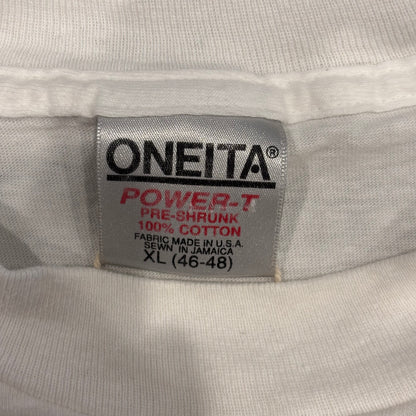 ONEITA®
POWER-T
PRE-SHRUNK
100% COTTON
FABRIC MADE IN U.S.A.
SEWN IN JAMAICA
XL (46-48)